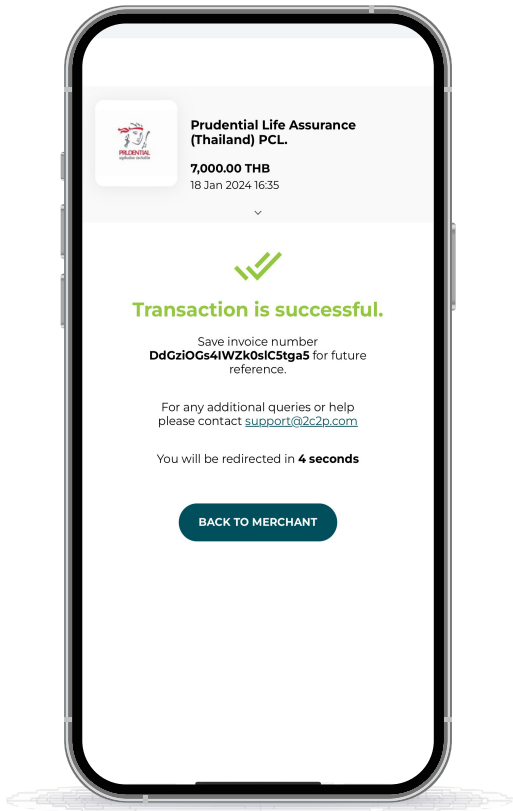 PRUDENTIAL
Prudential Life Assurance
(Thailand) PCL.
7,000.00 THB
18 Jan 2024 16:35
Transaction is successful.
Save invoice number
DdGziOGs4IWZk0slC5tga5 for future
reference.
For any additional queries or help
please contact support@2c2p.com
You will be redirected in 4 seconds
BACK TO MERCHANT